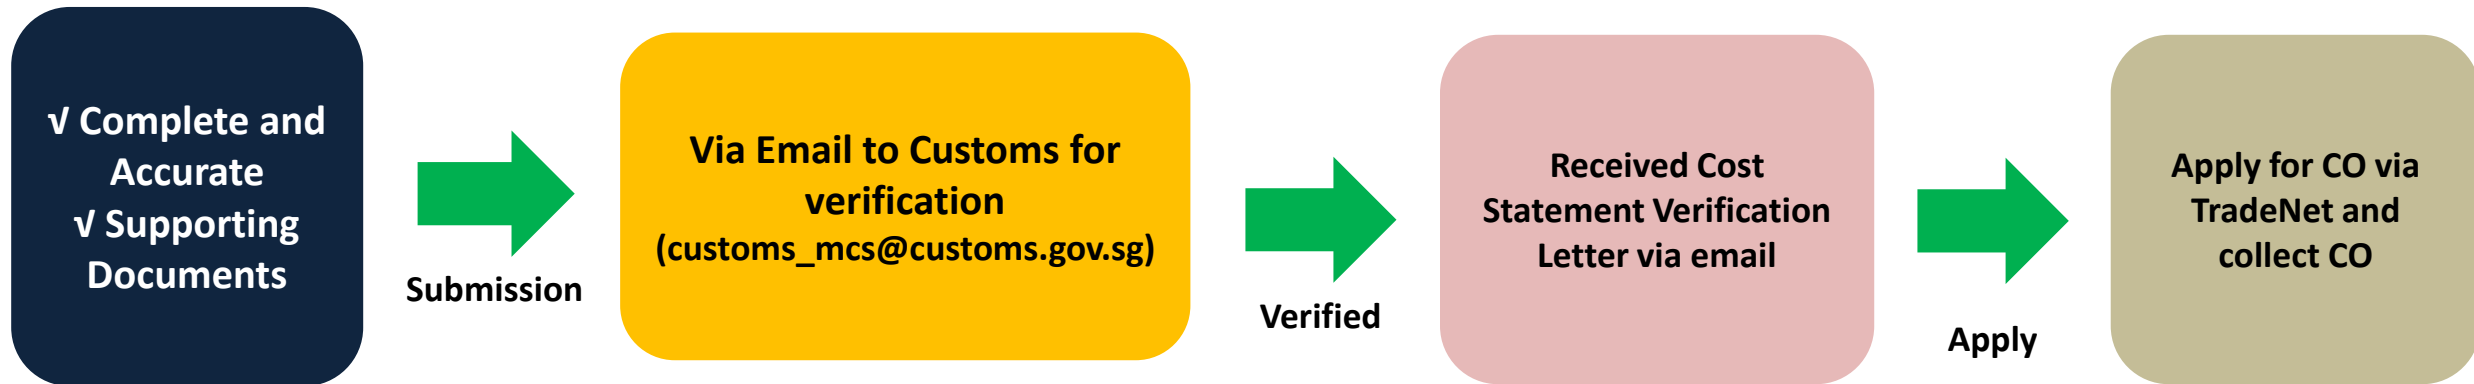 √ Complete and
Accurate
√ Supporting
Documents
Submission
Via Email to Customs for
verification
(customs_mcs@customs.gov.sg)
Verified
Received Cost
Statement Verification
Letter via email
Apply
Apply for CO via
TradeNet and
collect CO